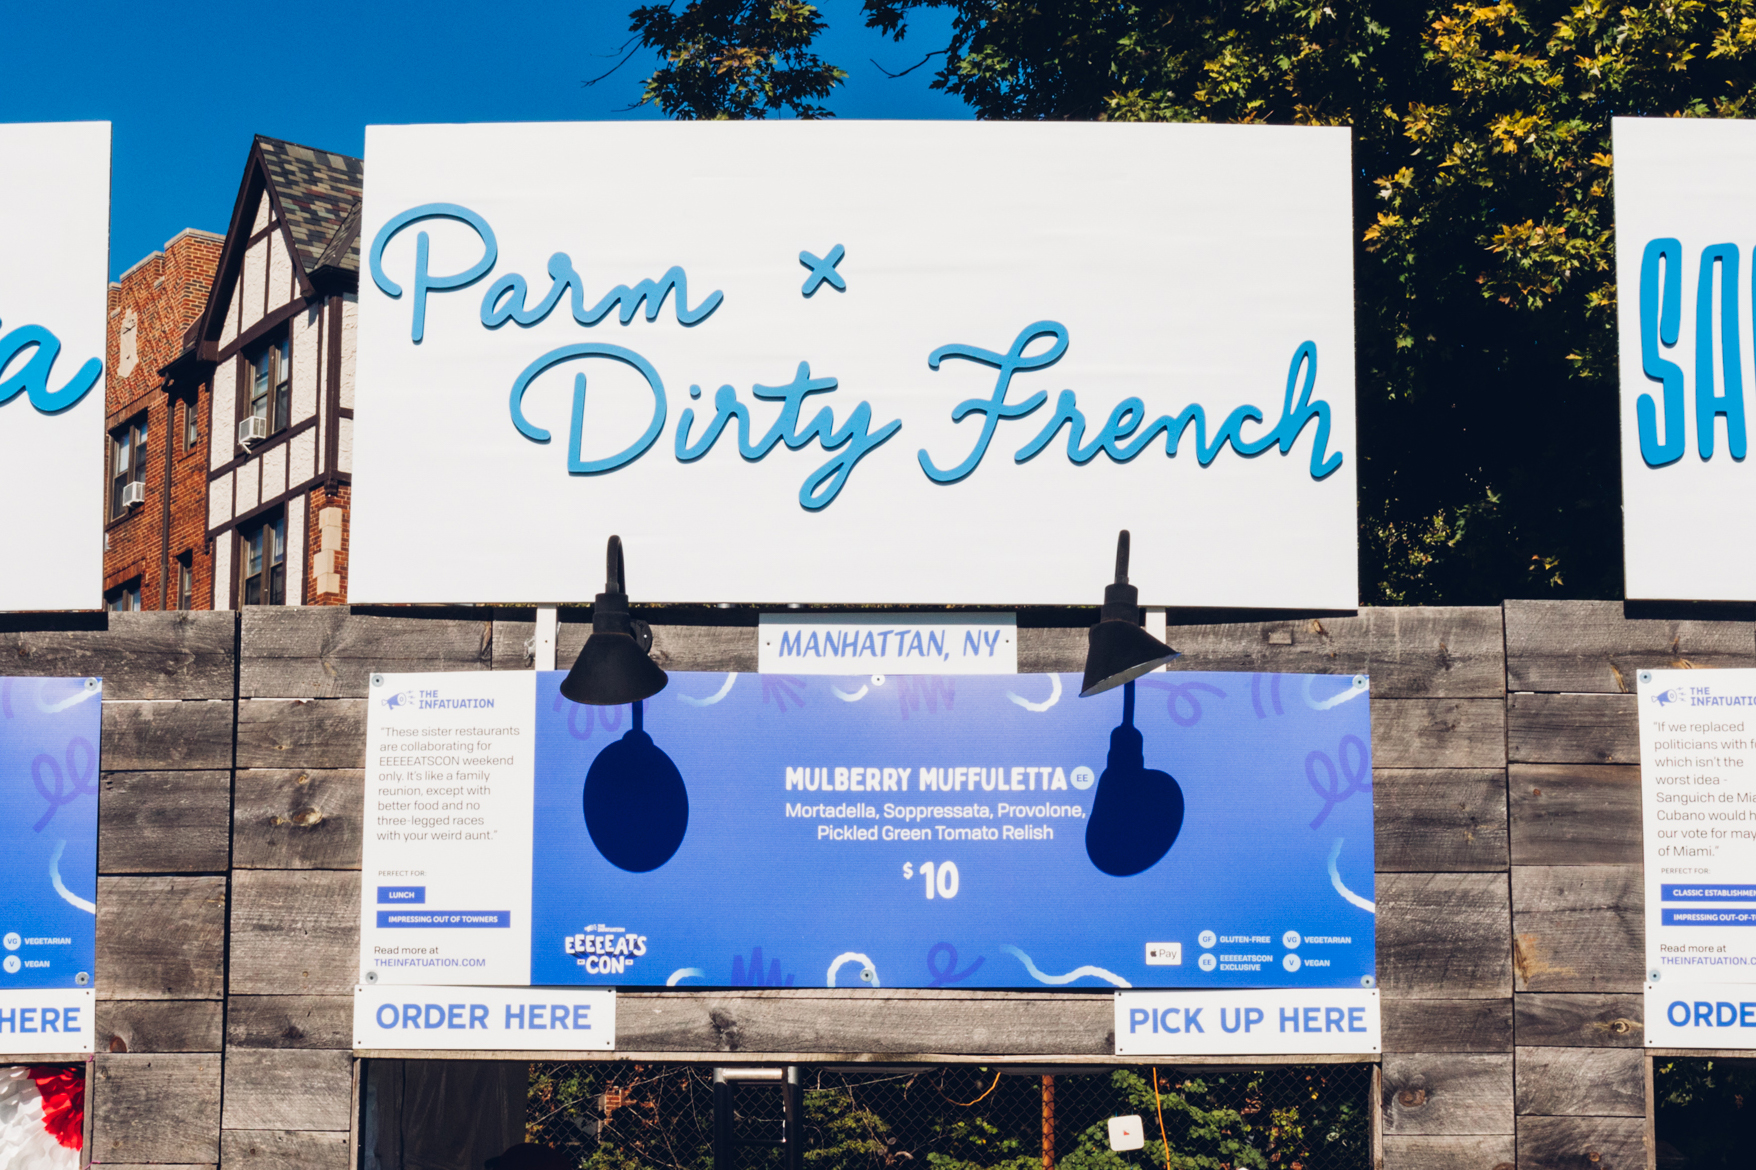 a
Parm x
Dirty French
SA
MANHATTAN, NY
THE
INFATUATION
"These sister restaurants
are collaborating for
EEEEEATSCON weekend
only. It's like a family
reunion, except with
better food and no
three-legged races
with your weird aunt."
PERFECT FOR:
LUNCH
IMPRESSING OUT OF TOWNERS
Read more at
THEINFATUATION.COM
MULBERRY MUFFULETTA EE
Mortadella, Soppressata, Provolone,
Pickled Green Tomato Relish
$10
EEEEEATS
CON
Pay
GF GLUTEN-FREE
VG VEGETARIAN
EE EEEEEATSCON
EXCLUSIVE
V VEGAN
ORDER HERE
PICK UP HERE
VG VEGETARIAN
V VEGAN
HERE
THE
INFATUATIO
"If we replaced
politicians with f
which isn't the
worst idea -
Sanguich de Mia
Cubano would h
our vote for may
of Miami."
PERFECT FOR:
CLASSIC ESTABLISHMEN
IMPRESSING OUT-OF-T
Read more at
THEINFATUATION.C
ORDE